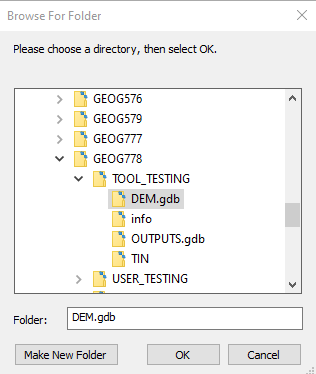 Browse For Folder
Please choose a directory, then select OK.
GEOG576
GEOG579
GEOG777
GEOG778
TOOL_TESTING
DEM.gdb
info
OUTPUTS.gdb
TIN
USER_TESTING
Folder: DEM.gdb
Make New Folder OK Cancel